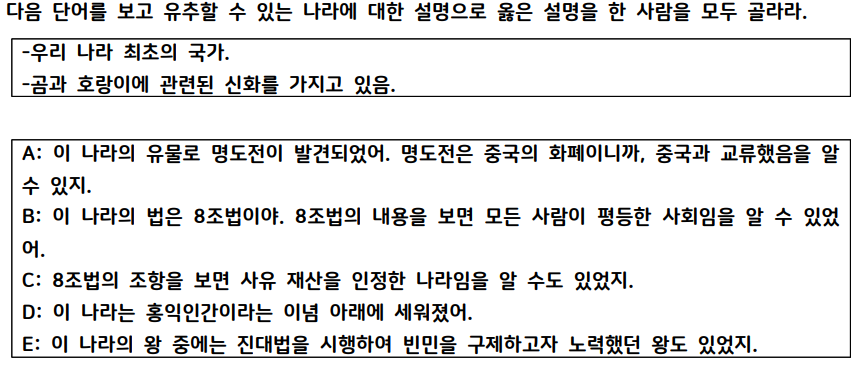 다음 단어를 보고 유추할 수 있는 나라에 대한 설명으로 옳은 설명을 한 사람을 모두 골라라.
-우리 나라 최초의 국가.
-곰과 호랑이에 관련된 신화를 가지고 있음.
A: 이 나라의 유물로 명도전이 발견되었어. 명도전은 중국의 화폐이니까, 중국과 교류했음을 알
수 있지.
B: 이 나라의 법은 8조법이야. 8조법의 내용을 보면 모든 사람이 평등한 사회임을 알 수 있었
어.
C: 8조법의 조항을 보면 사유 재산을 인정한 나라임을 알 수도 있었지.
D: 이 나라는 홍익인간이라는 이념 아래에 세워졌어.
E: 이 나라의 왕 중에는 진대법을 시행하여 빈민을 구제하고자 노력했던 왕도 있었지.